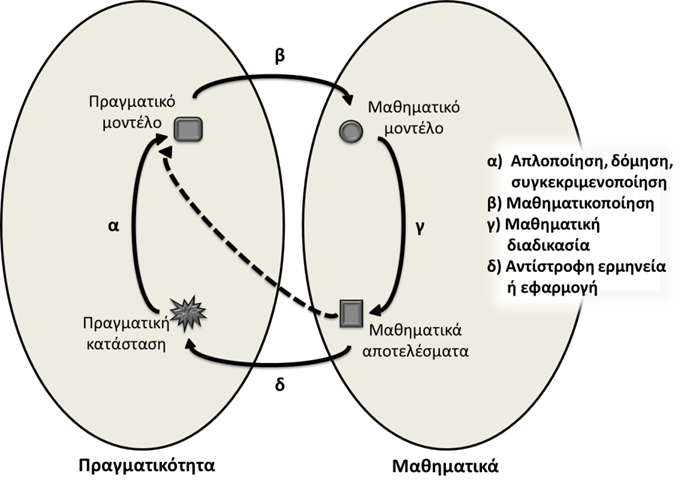 β
Πραγματικό
μοντέλο
Μαθηματικό
μοντέλο
α) Απλοποίηση, δόμηση,
συγκεκριμενοποίηση
β) Μαθηματικοποίηση
γ) Μαθηματική
διαδικασία
δ) Αντίστροφη ερμηνεία
ή εφαρμογή
α
γ
Πραγματική
κατάσταση
Μαθηματικά
αποτελέσματα
δ
Πραγματικότητα
Μαθηματικά